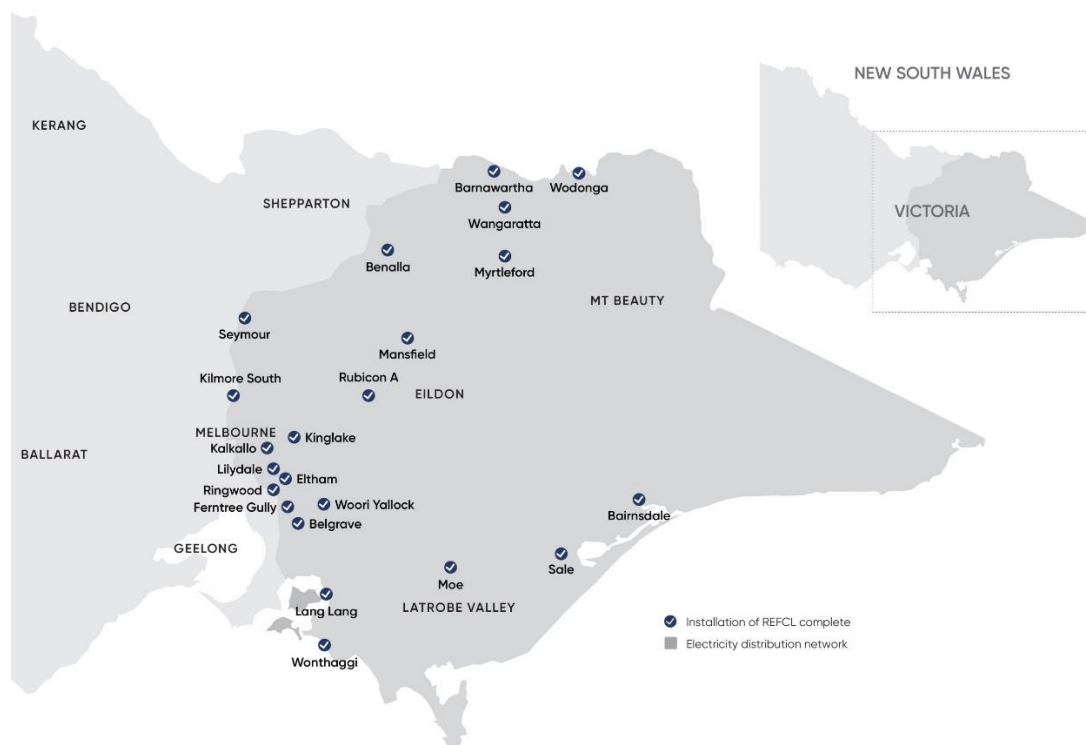 NEW SOUTH WALES
KERANG
Barnawartha
Wodonga
SHEPPARTON
Wangaratta
VICTORIA
Benalla
Myrtleford
MT BEAUTY
BENDIGO
Seymour
Mansfield
Kilmore South
Rubicon A
EILDON
MELBOURNE
Kinglake
Kalkallo
BALLARAT
Lilydale
Eltham
Ringwood
Woori Yallock
Ferntree Gully
Belgrave
Bairnsdale
GEELONG
Sale
Moe
Lang Lang
LATROBE VALLEY
Installation of REFCL complete
Electricity distribution network
Wonthaggi